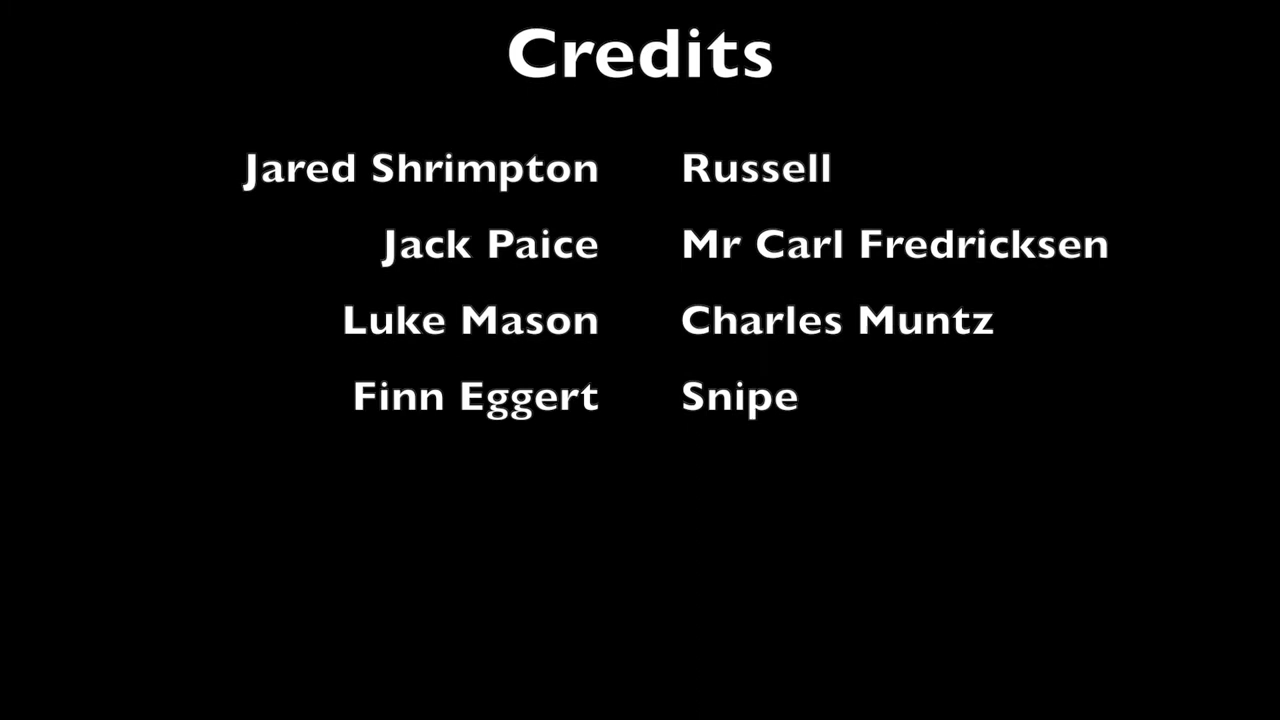 Credits
Jared Shrimpton Russell
Jack Paice Mr Carl Fredricksen
Luke Mason Charles Muntz
Finn Eggert Snipe